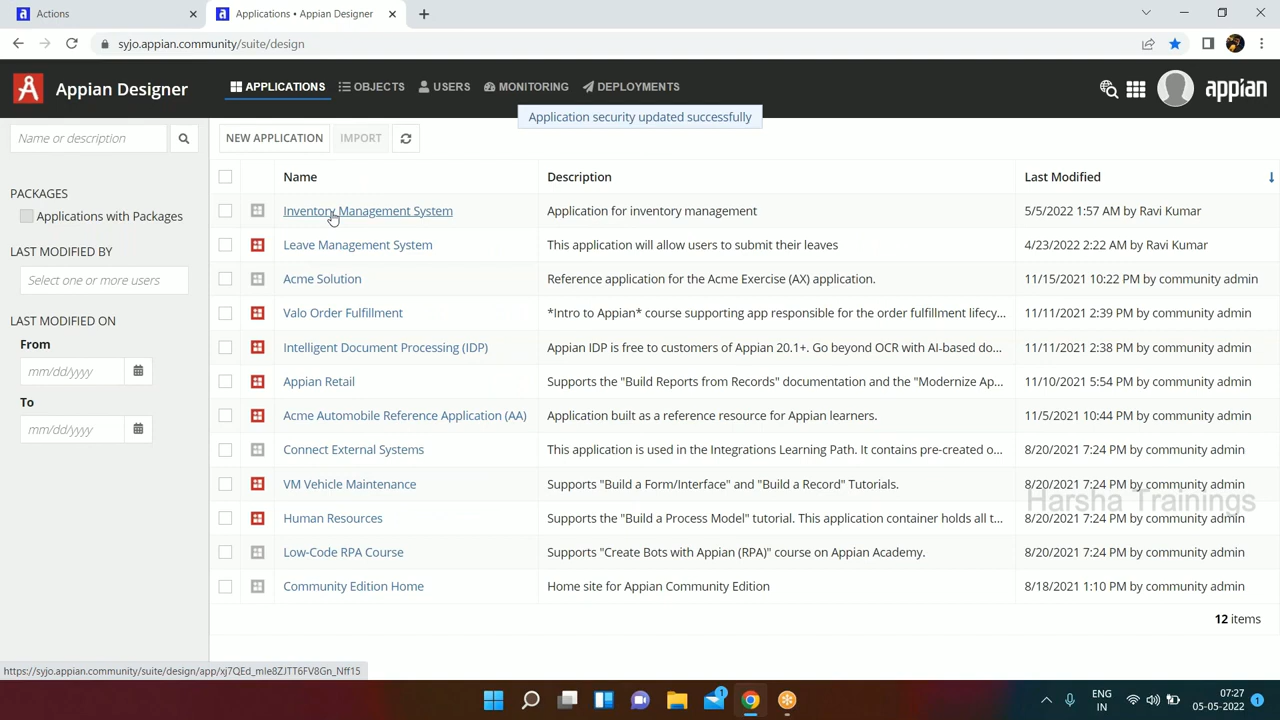 Actions
Applications • Appian Designer
syjo.appian.community/suite/design
Appian Designer
APPLICATIONS
OBJECTS
USERS
MONITORING
DEPLOYMENTS
appian
Application security updated successfully
Name or description
NEW APPLICATION
IMPORT
PACKAGES
Applications with Packages
LAST MODIFIED BY
Select one or more users
LAST MODIFIED ON
From
mm/dd/yyyy
To
mm/dd/yyyy
Name Description Last Modified
Inventory Management System Application for inventory management 5/5/2022 1:57 AM by Ravi Kumar
Leave Management System This application will allow users to submit their leaves 4/23/2022 2:22 AM by Ravi Kumar
Acme Solution Reference application for the Acme Exercise (AX) application. 11/15/2021 10:22 PM by community admin
Valo Order Fulfillment *Intro to Appian* course supporting app responsible for the order fulfillment lifecy... 11/11/2021 2:39 PM by community admin
Intelligent Document Processing (IDP) Appian IDP is free to customers of Appian 20.1+. Go beyond OCR with AI-based do... 11/11/2021 2:38 PM by community admin
Appian Retail Supports the "Build Reports from Records" documentation and the "Modernize Ap... 11/10/2021 5:54 PM by community admin
Acme Automobile Reference Application (AA) Application built as a reference resource for Appian learners. 11/5/2021 10:44 PM by community admin
Connect External Systems This application is used in the Integrations Learning Path. It contains pre-created o... 8/20/2021 7:24 PM by community admin
VM Vehicle Maintenance Supports "Build a Form/Interface" and "Build a Record" Tutorials. 8/20/2021 7:24 PM by community admin
Harsha Trainings
Human Resources Supports the "Build a Process Model" tutorial. This application container holds all t... 8/20/2021 7:24 PM by community admin
Low-Code RPA Course Supports "Create Bots with Appian (RPA)" course on Appian Academy. 8/20/2021 7:24 PM by community admin
Community Edition Home Home site for Appian Community Edition 8/18/2021 1:10 PM by community admin
12 items
https://syjo.appian.community/suite/design/app/xj7QEd_mIe8ZJTT6FV8Gn_Nff15
1
ENG
IN
07:27
05-05-2022
1